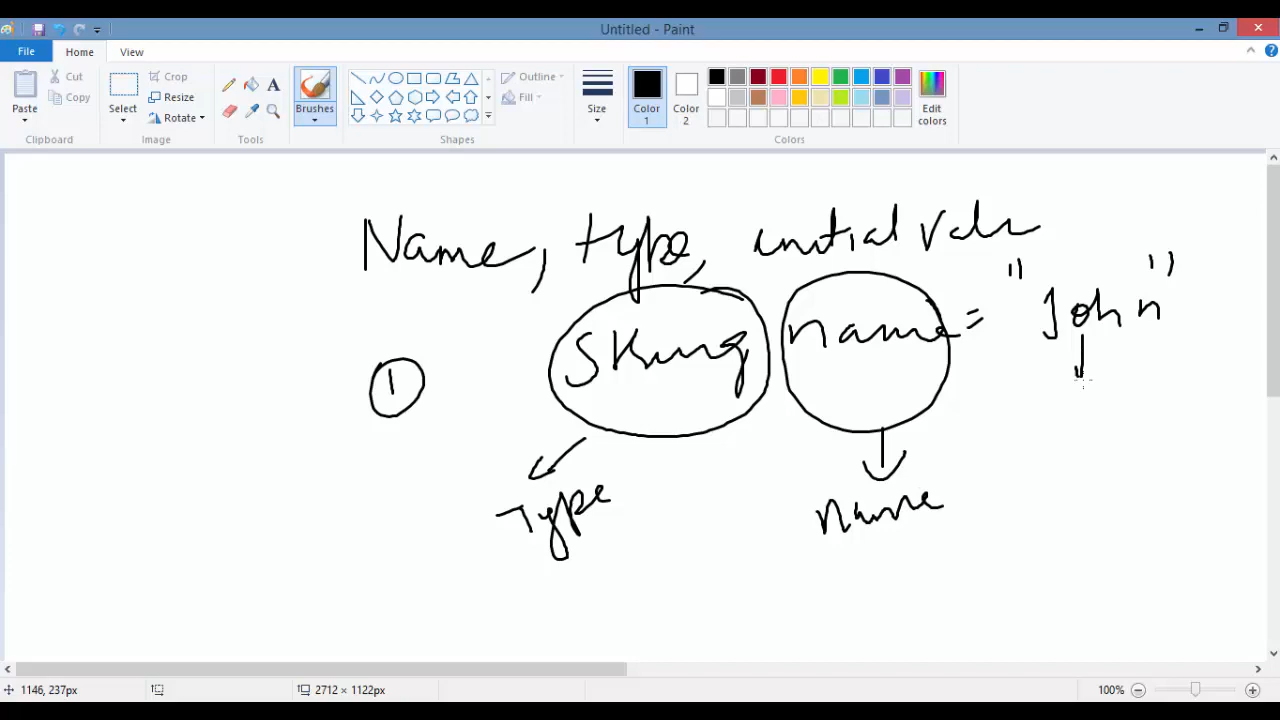 Untitled - Paint
File Home View
Paste Cut Copy Select Crop Resize Rotate Brushes Outline Fill Size Color 1 Color 2 Edit colors
Clipboard Image Tools Shapes Colors
Name, type, initial value
① String name = "John"
Type name
1146, 237px 2712 × 1122px 100%